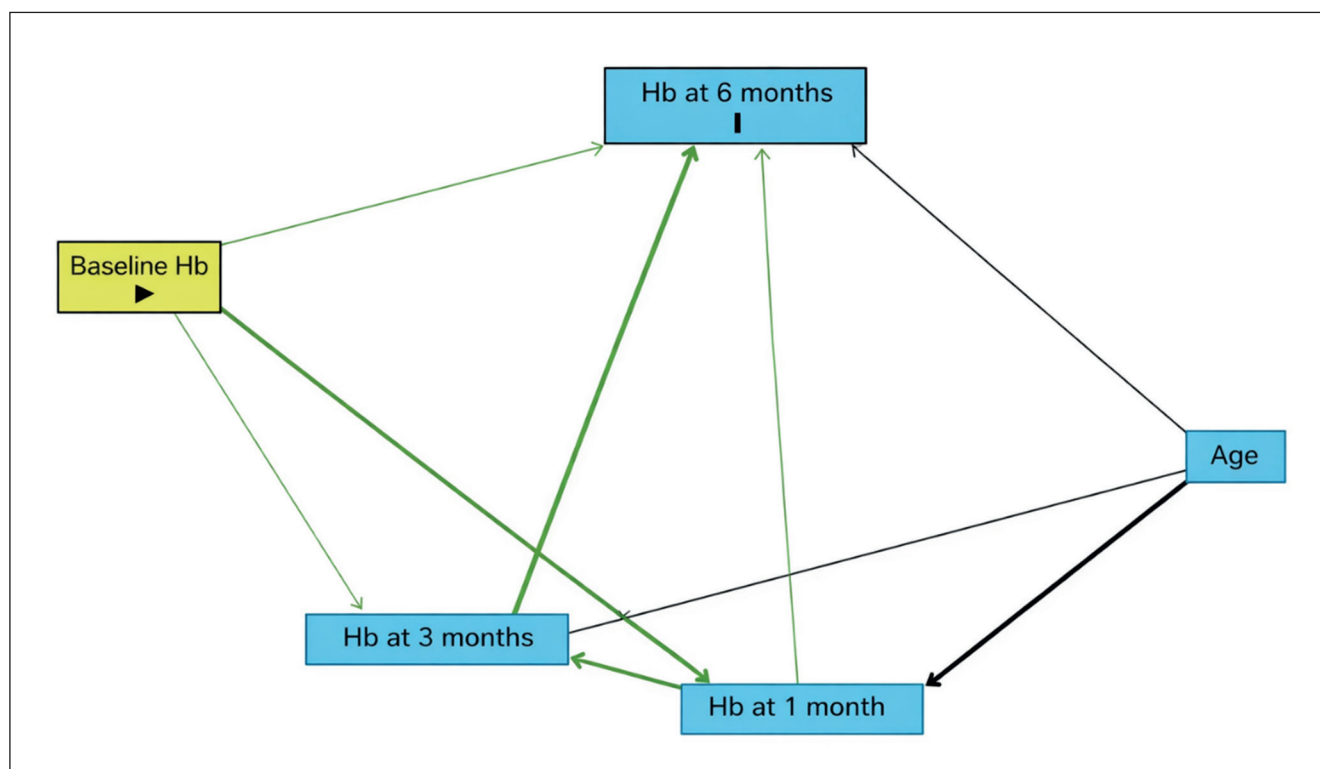 Hb at 6 months
Baseline Hb
Age
Hb at 3 months
Hb at 1 month